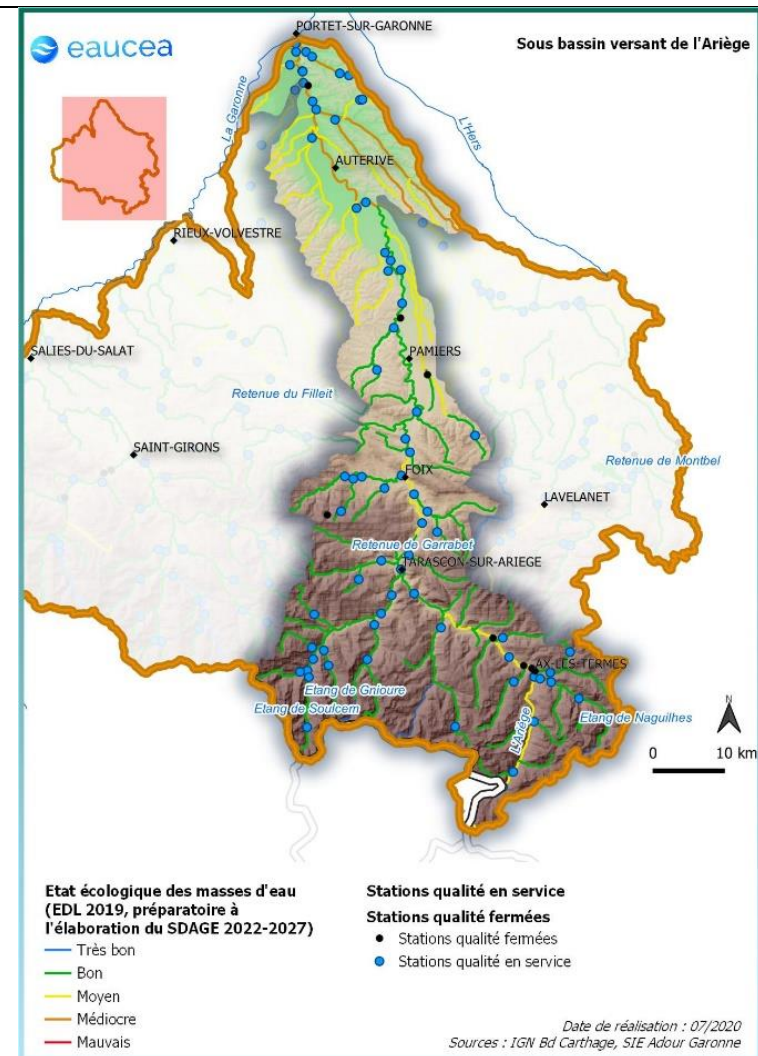 eaucea
Sous bassin versant de l'Ariège
PORTET-SUR-GARONNE
La Garonne
L'Hers
AUTERIVE
RIEUX-VOLVESTRE
SALIES-DU-SALAT
PAMIERS
Retenue du Filleit
SAINT-GIRONS
Retenue de Montbel
FOIX
LAVELANET
Retenue de Garrabet
TARASCON-SUR-ARIEGE
AX-LES-TERMES
Etang de Gnioure
Etang de Soulcem
Etang de Naguilhes
L'Ariège
N
0 10 km
Etat écologique des masses d'eau
(EDL 2019, préparatoire à
l'élaboration du SDAGE 2022-2027)
Très bon
Bon
Moyen
Médiocre
Mauvais
Stations qualité en service
Stations qualité fermées
Stations qualité fermées
Stations qualité en service
Date de réalisation : 07/2020
Sources : IGN Bd Carthage, SIE Adour Garonne